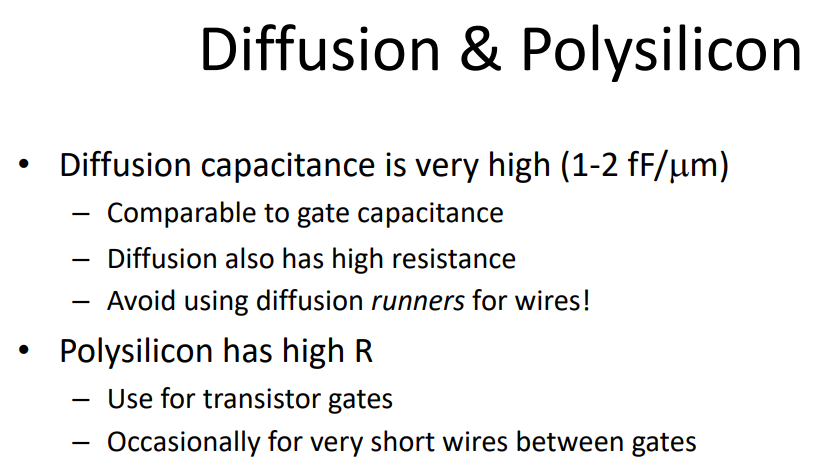 Diffusion & Polysilicon
• Diffusion capacitance is very high (1-2 fF/μm)
– Comparable to gate capacitance
– Diffusion also has high resistance
– Avoid using diffusion runners for wires!
• Polysilicon has high R
– Use for transistor gates
– Occasionally for very short wires between gates